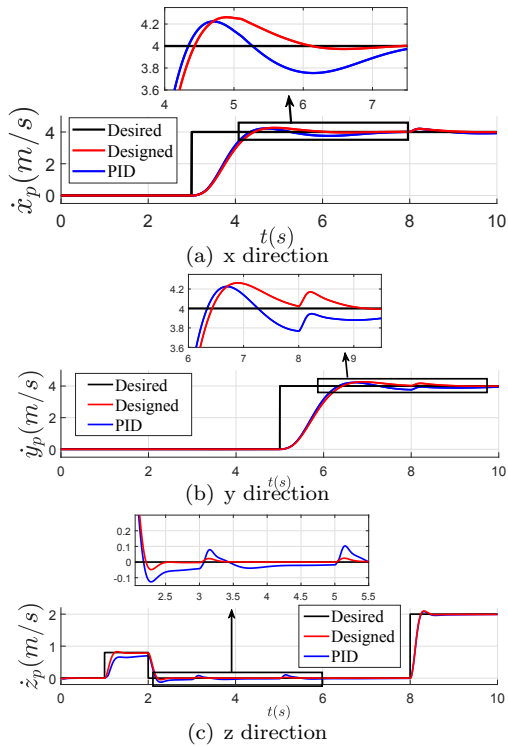 4.2
4
3.8
3.6
4 5 6 7
ẋₚ(m/s)
4
2
0
Desired
Designed
PID
0 2 4 6 8 10
t(s)
(a) x direction
4.2
4
3.8
3.6
6 7 8 9
ẏₚ(m/s)
4
2
0
Desired
Designed
PID
0 2 4 6 8 10
t(s)
(b) y direction
0.2
0.1
0
-0.1
2.5 3 3.5 4 4.5 5 5.5
żₚ(m/s)
2
1
0
Desired
Designed
PID
0 2 4 6 8 10
t(s)
(c) z direction